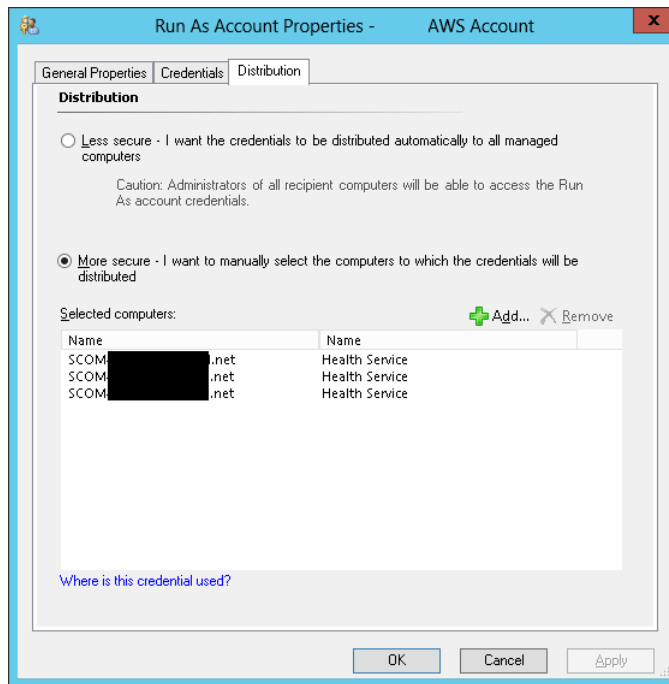 Run As Account Properties - AWS Account
x
General Properties Credentials Distribution
Distribution
Less secure - I want the credentials to be distributed automatically to all managed
computers
Caution: Administrators of all recipient computers will be able to access the Run
As account credentials.
More secure - I want to manually select the computers to which the credentials will be
distributed
Selected computers: Add... Remove
Name Name
SCOM .net Health Service
SCOM .net Health Service
SCOM .net Health Service
Where is this credential used?
OK Cancel Apply